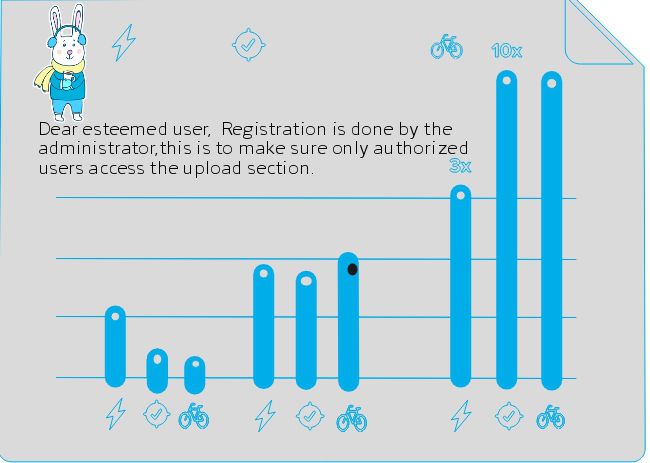 10x
Dear esteemed user, Registration is done by the
administrator,this is to make sure only authorized
users access the upload section.
3x